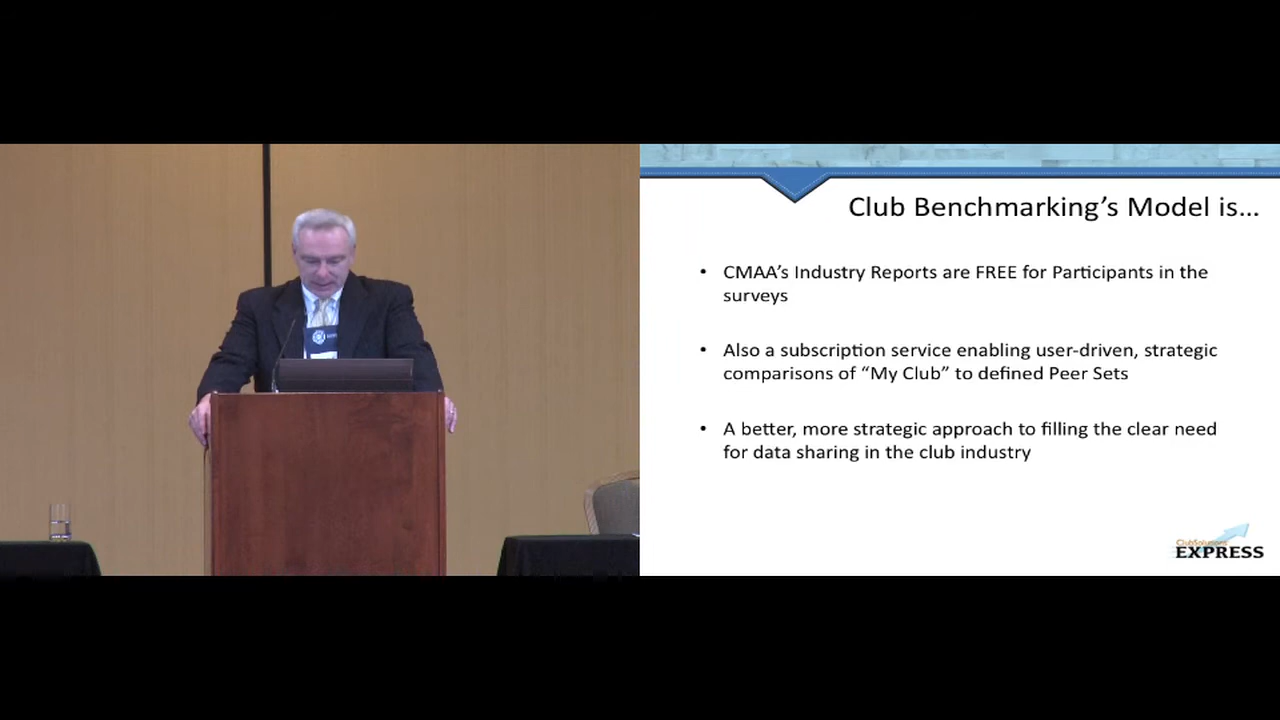 Club Benchmarking’s Model is...
• CMAA’s Industry Reports are FREE for Participants in the
surveys
• Also a subscription service enabling user-driven, strategic
comparisons of “My Club” to defined Peer Sets
• A better, more strategic approach to filling the clear need
for data sharing in the club industry
ClubSolutions
EXPRESS